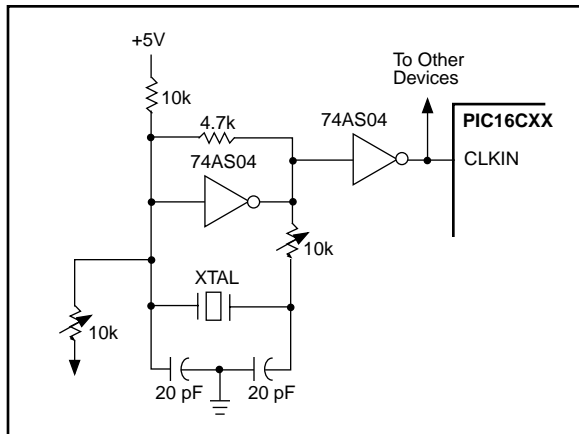 +5V
To Other
Devices
10k
4.7k
74AS04
PIC16CXX
74AS04
CLKIN
10k
XTAL
10k
20 pF
20 pF